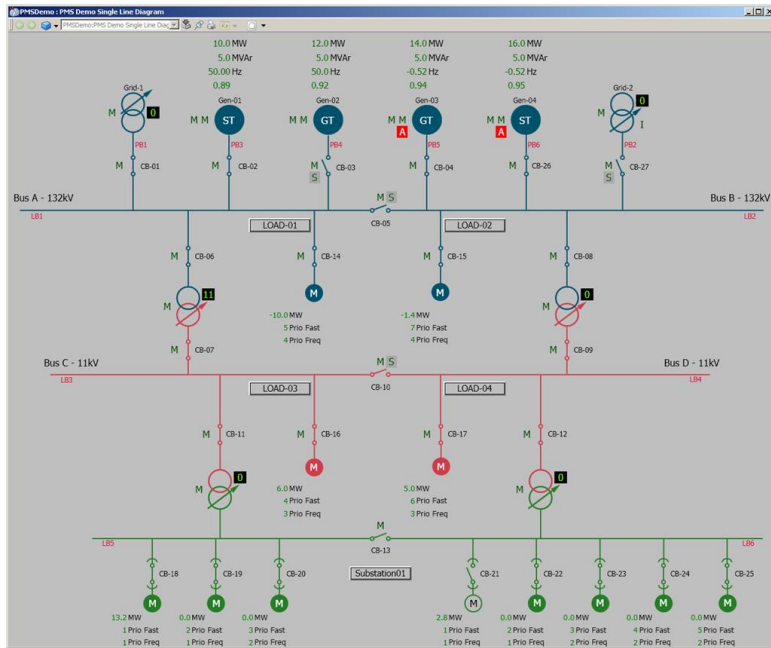 PMSDemo : PMS Demo Single Line Diagram
PMSDemo:PMS Demo Single Line Diag
10.0 MW 12.0 MW 14.0 MW 16.0 MW
5.0 MVAr 5.0 MVAr 5.0 MVAr 5.0 MVAr
50.00 Hz 50.0 Hz -0.52 Hz -0.52 Hz
0.89 0.92 0.94 0.95
Grid-1 Gen-01 Gen-02 Gen-03 Gen-04 Grid-2
M 0 M M ST M GT M M GT M M ST M 0 I
A A
PB1 PB3 PB4 PB5 PB6 PB2
M CB-01 M CB-02 M CB-03 M CB-04 M CB-26 M CB-27
S S
Bus A - 132kV M S Bus B - 132kV
LB1 CB-05 LB2
LOAD-01 LOAD-02
M CB-06 M CB-14 M CB-15 M CB-08
M 11 M M M 0
-10.0 MW -1.4 MW
5 Prio Fast 7 Prio Fast
4 Prio Freq 4 Prio Freq
M CB-07 M CB-09
Bus C - 11kV M S Bus D - 11kV
LB3 CB-10 LB4
LOAD-03 LOAD-04
M CB-11 M CB-16 M CB-17 M CB-12
M 0 M M M 0
6.0 MW 5.0 MW
4 Prio Fast 6 Prio Fast
3 Prio Freq 3 Prio Freq
M
LB5 CB-13 LB6
CB-18 CB-19 CB-20 Substation01 CB-21 CB-22 CB-23 CB-24 CB-25
M M M M M M M M
13.2 MW 0.0 MW 0.0 MW 2.8 MW 0.0 MW 0.0 MW 0.0 MW 0.0 MW
1 Prio Fast 2 Prio Fast 3 Prio Fast 1 Prio Fast 2 Prio Fast 3 Prio Fast 4 Prio Fast 5 Prio Fast
1 Prio Freq 1 Prio Freq 2 Prio Freq 1 Prio Freq 1 Prio Freq 2 Prio Freq 2 Prio Freq 2 Prio Freq